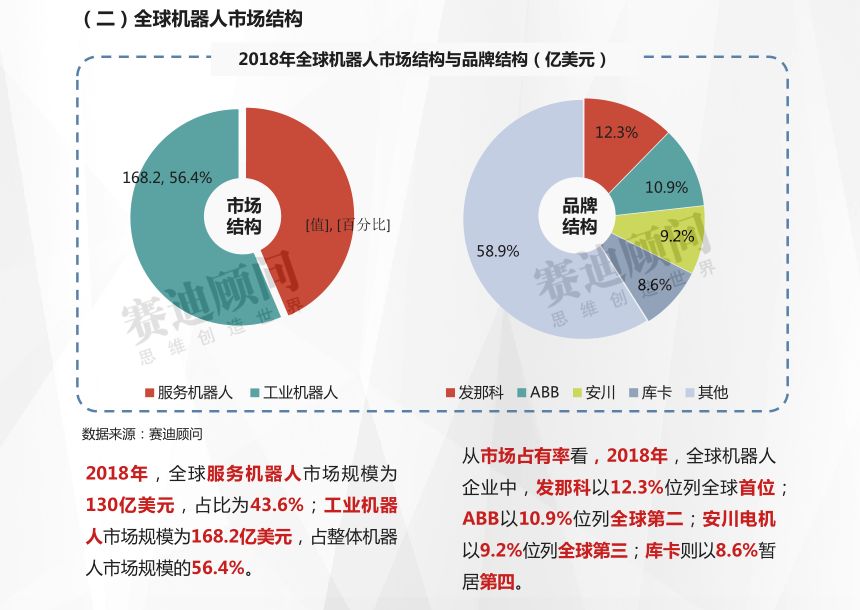 （二）全球机器人市场结构
2018年全球机器人市场结构与品牌结构（亿美元）
168.2, 56.4%
[值], [百分比]
市场
结构
服务机器人 工业机器人
12.3%
10.9%
9.2%
8.6%
58.9%
品牌
结构
发那科 ABB 安川 库卡 其他
赛迪顾问
思维创造世界
赛迪顾问
思维创造世界
数据来源：赛迪顾问
2018年，全球服务机器人市场规模为
130亿美元，占比为43.6%；工业机器
人市场规模为168.2亿美元，占整体机器
人市场规模的56.4%。
从市场占有率看，2018年，全球机器人
企业中，发那科以12.3%位列全球首位；
ABB以10.9%位列全球第二；安川电机
以9.2%位列全球第三；库卡则以8.6%暂
居第四。